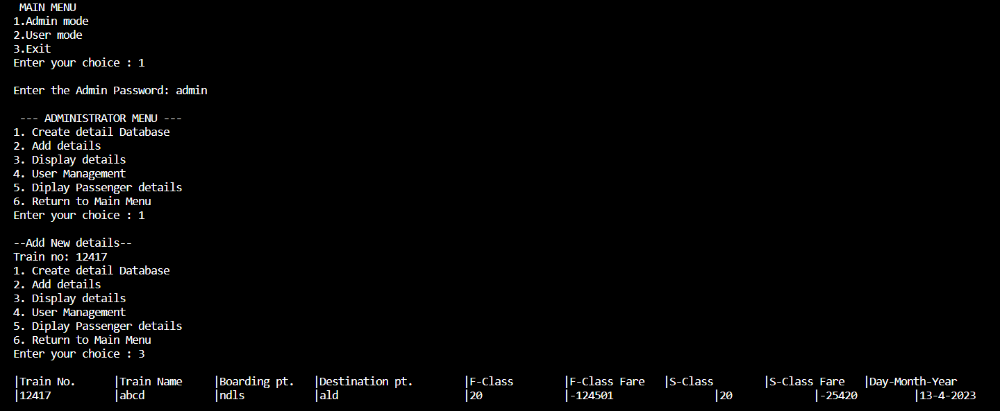 MAIN MENU
1.Admin mode
2.User mode
3.Exit
Enter your choice : 1
Enter the Admin Password: admin
--- ADMINISTRATOR MENU ---
1. Create detail Database
2. Add details
3. Display details
4. User Management
5. Diplay Passenger details
6. Return to Main Menu
Enter your choice : 1
--Add New details--
Train no: 12417
1. Create detail Database
2. Add details
3. Display details
4. User Management
5. Diplay Passenger details
6. Return to Main Menu
Enter your choice : 3
|Train No. |Train Name |Boarding pt. |Destination pt. |F-Class |F-Class Fare |S-Class |S-Class Fare |Day-Month-Year
|12417 |abcd |ndls |ald |20 |-124501 |20 |-25420 |13-4-2023